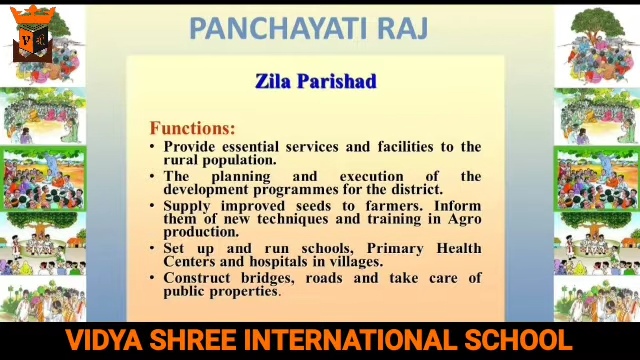 PANCHAYATI RAJ
V
Zila Parishad
Functions:
• Provide essential services and facilities to the
rural population.
• The planning and execution of the
development programmes for the district.
• Supply improved seeds to farmers. Inform
them of new techniques and training in Agro
production.
• Set up and run schools, Primary Health
Centers and hospitals in villages.
• Construct bridges, roads and take care of
public properties.
VIDYA SHREE INTERNATIONAL SCHOOL